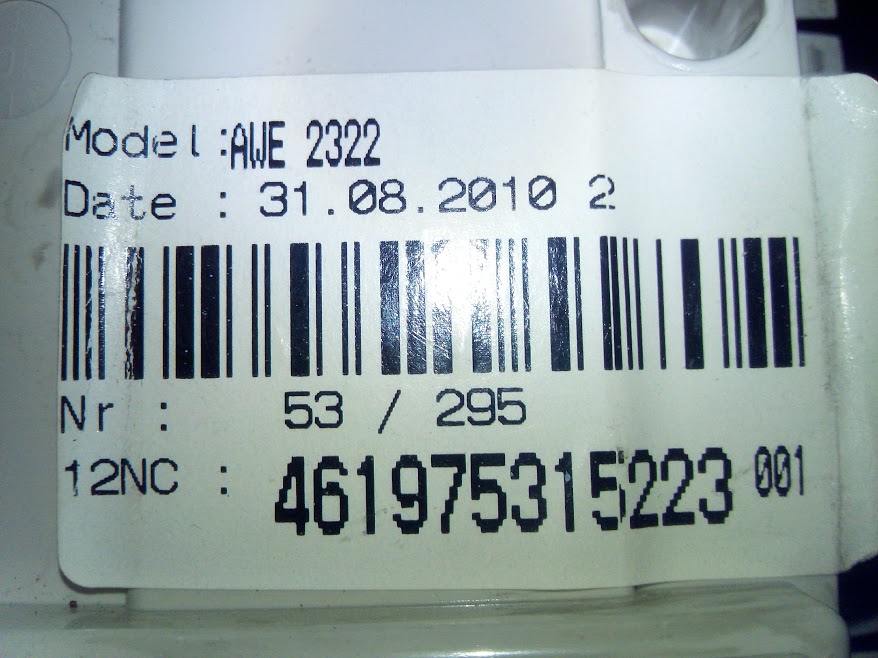 Model:AWE 2322
Date : 31.08.2010 2
Nr : 53 / 295
12NC : 461975315223 001